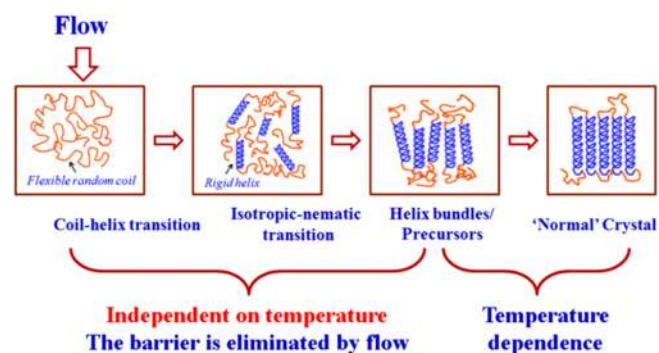 Flow
Flexible random coil
Rigid helix
Coil-helix transition
Isotropic-nematic
transition
Helix bundles/
Precursors
‘Normal’ Crystal
Independent on temperature
The barrier is eliminated by flow
Temperature
dependence